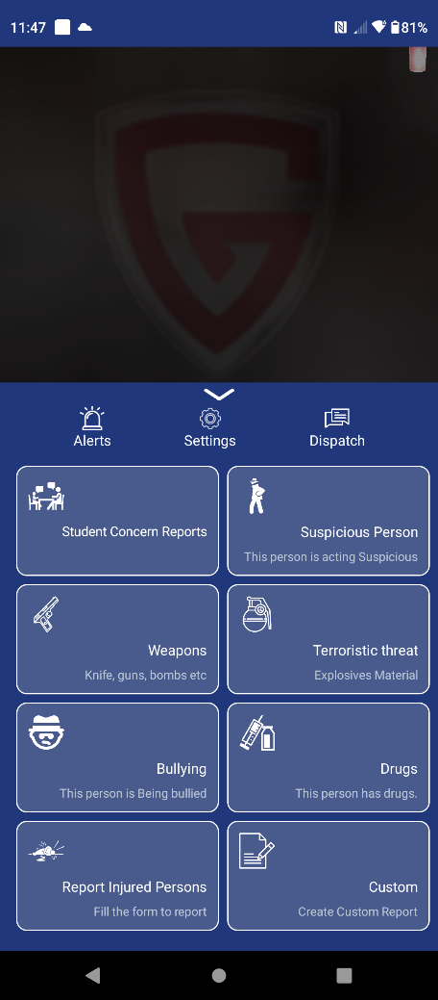 11:47
81%
Alerts
Settings
Dispatch
Student Concern Reports
Suspicious Person
This person is acting Suspicious
Weapons
Knife, guns, bombs etc
Terroristic threat
Explosives Material
Bullying
This person is Being bullied
Drugs
This person has drugs.
Report Injured Persons
Fill the form to report
Custom
Create Custom Report